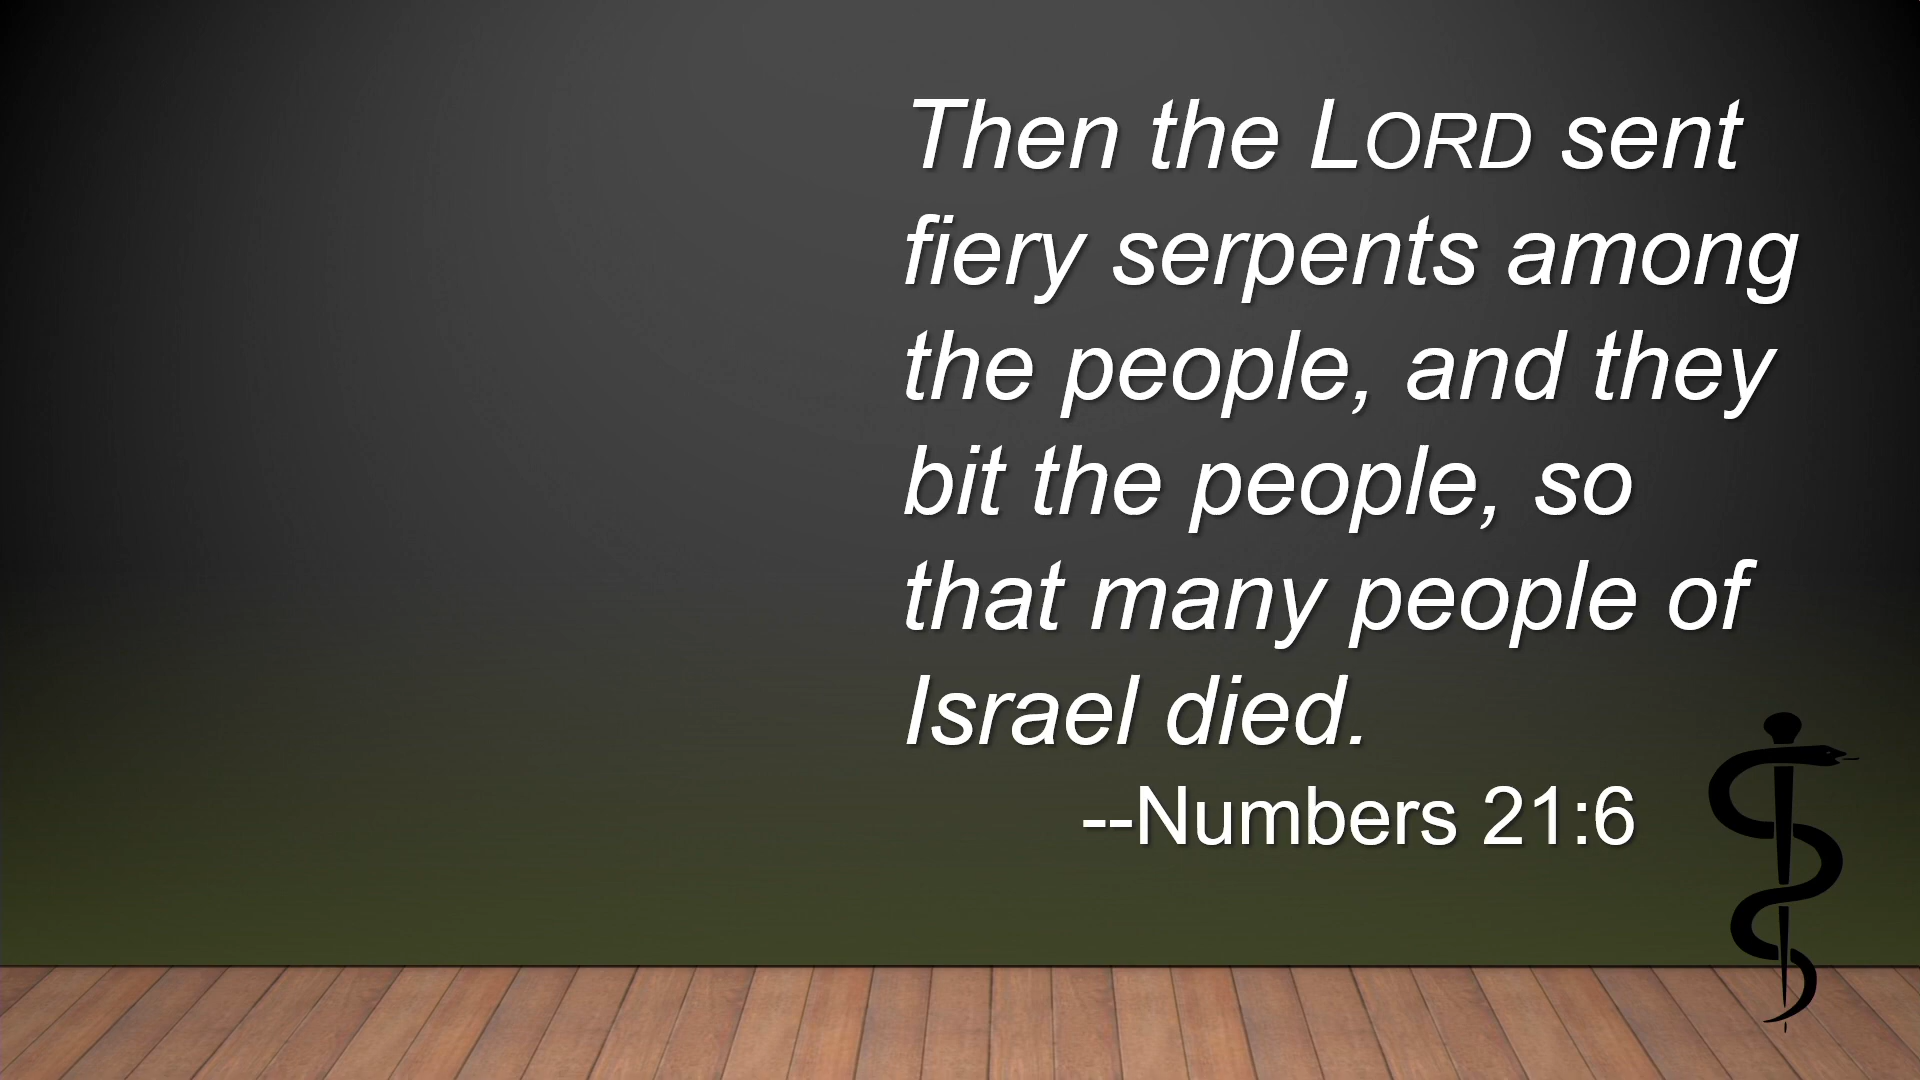 Then the LORD sent
fiery serpents among
the people, and they
bit the people, so
that many people of
Israel died.
--Numbers 21:6